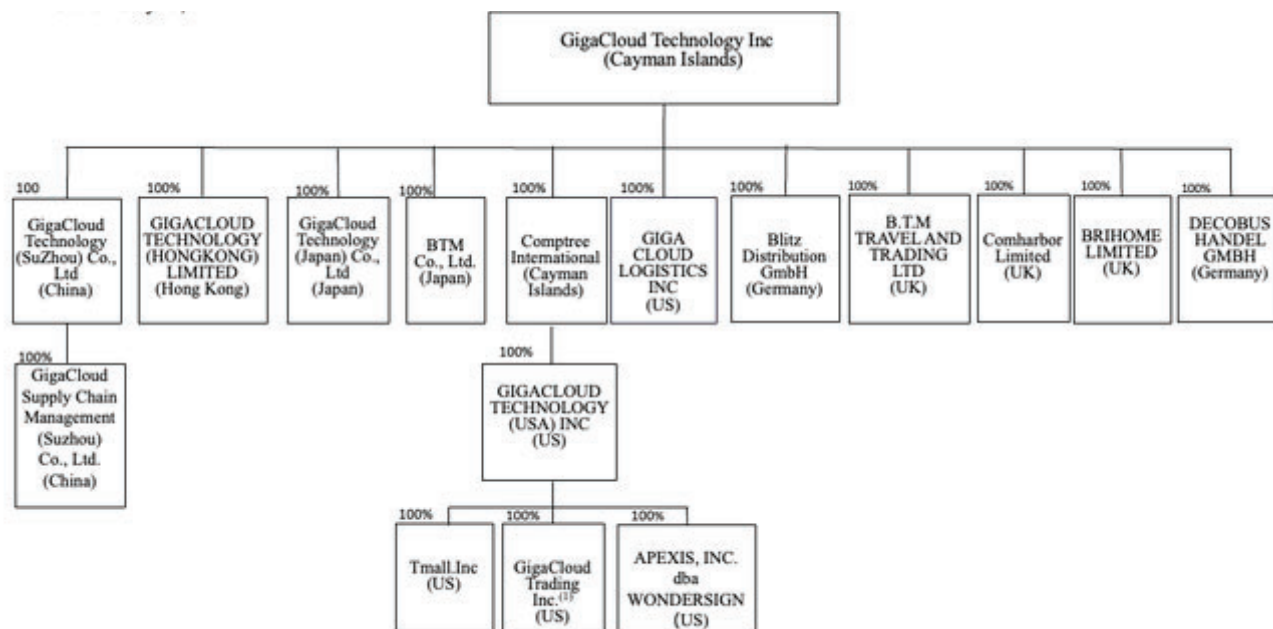 GigaCloud Technology Inc
(Cayman Islands)
100
100%
100%
100%
100%
100%
100%
100%
100%
100%
100%
GigaCloud
Technology
(SuZhou) Co.,
Ltd
(China)
GIGACLOUD
TECHNOLOGY
(HONGKONG)
LIMITED
(Hong Kong)
GigaCloud
Technology
(Japan) Co.,
Ltd
(Japan)
BTM
Co., Ltd.
(Japan)
Comptree
International
(Cayman
Islands)
GIGA
CLOUD
LOGISTICS
INC
(US)
Blitz
Distribution
GmbH
(Germany)
B.T.M
TRAVEL AND
TRADING
LTD
(UK)
Comharbor
Limited
(UK)
BRIHOME
LIMITED
(UK)
DECOBUS
HANDEL
GMBH
(Germany)
100%
GigaCloud
Supply Chain
Management
(Suzhou)
Co., Ltd.
(China)
100%
GIGACLOUD
TECHNOLOGY
(USA) INC
(US)
100%
100%
100%
Tmall.Inc
(US)
GigaCloud
Trading
Inc.(1)
(US)
APEXIS, INC.
dba
WONDERSIGN
(US)